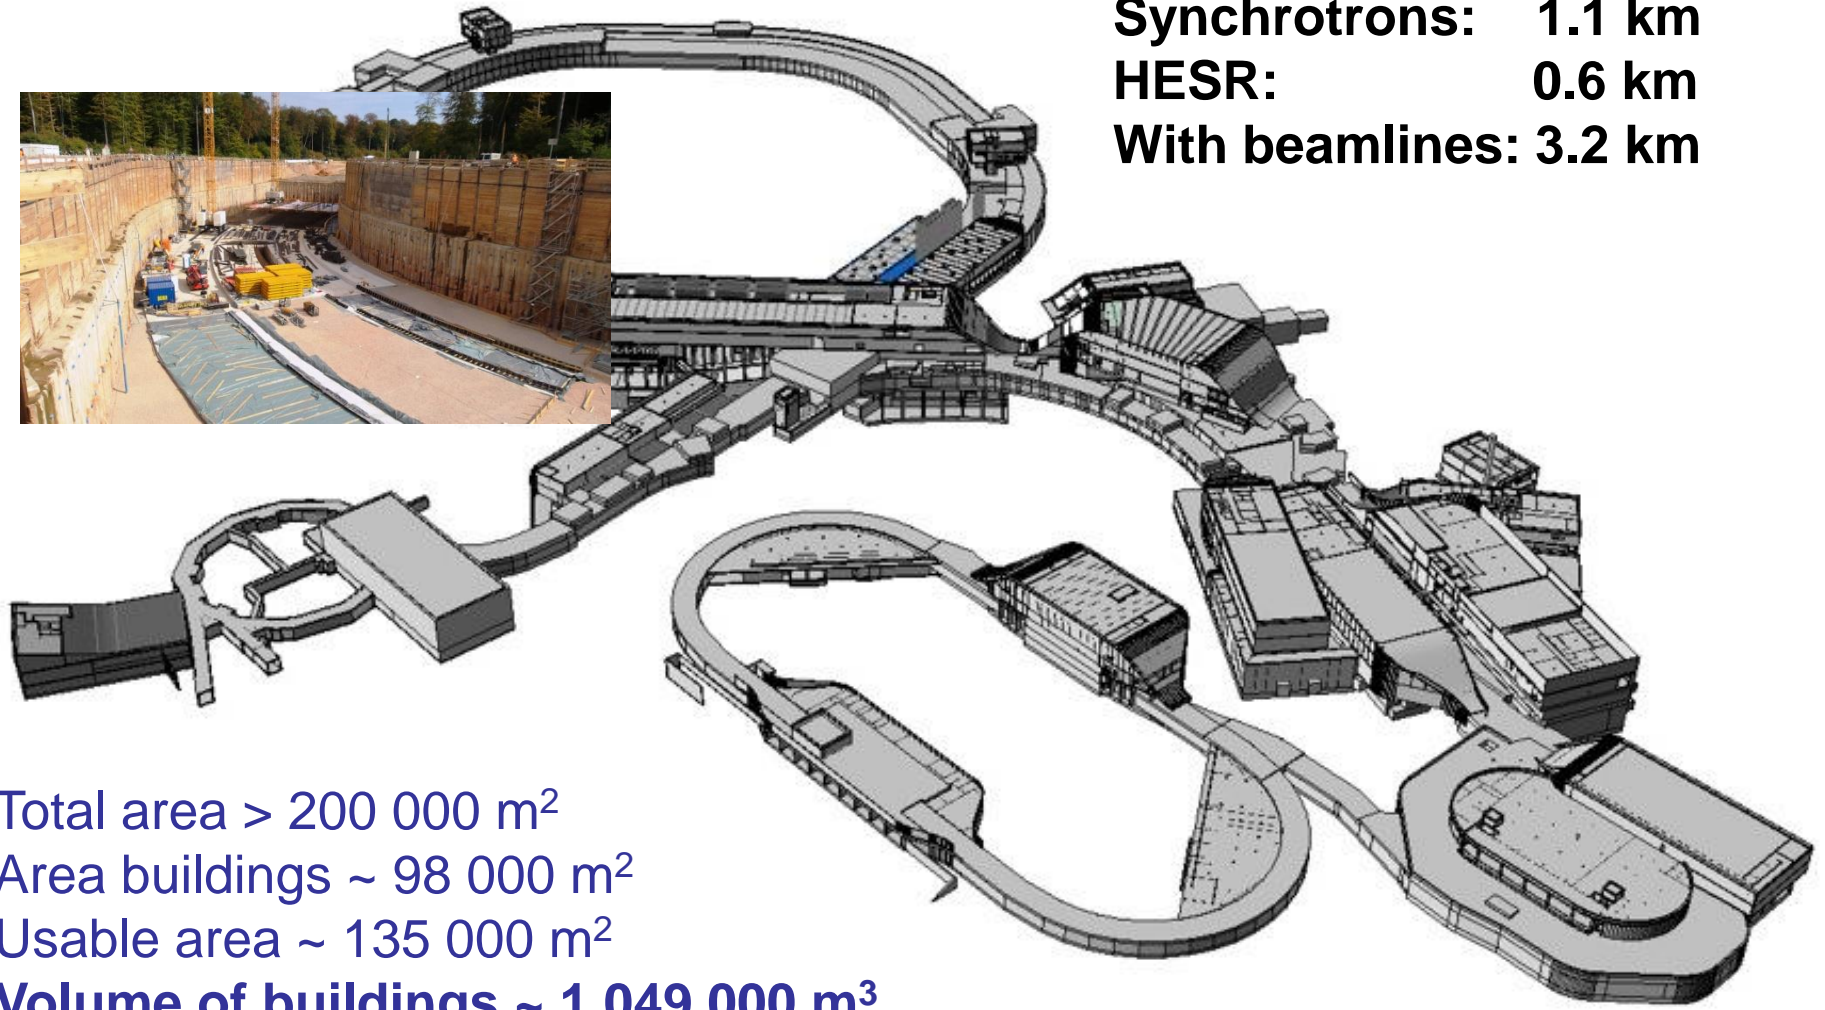 Synchrotrons: 1.1 km
HESR: 0.6 km
With beamlines: 3.2 km
Total area > 200 000 m²
Area buildings ~ 98 000 m²
Usable area ~ 135 000 m²
Volume of buildings ~ 1 049 000 m³